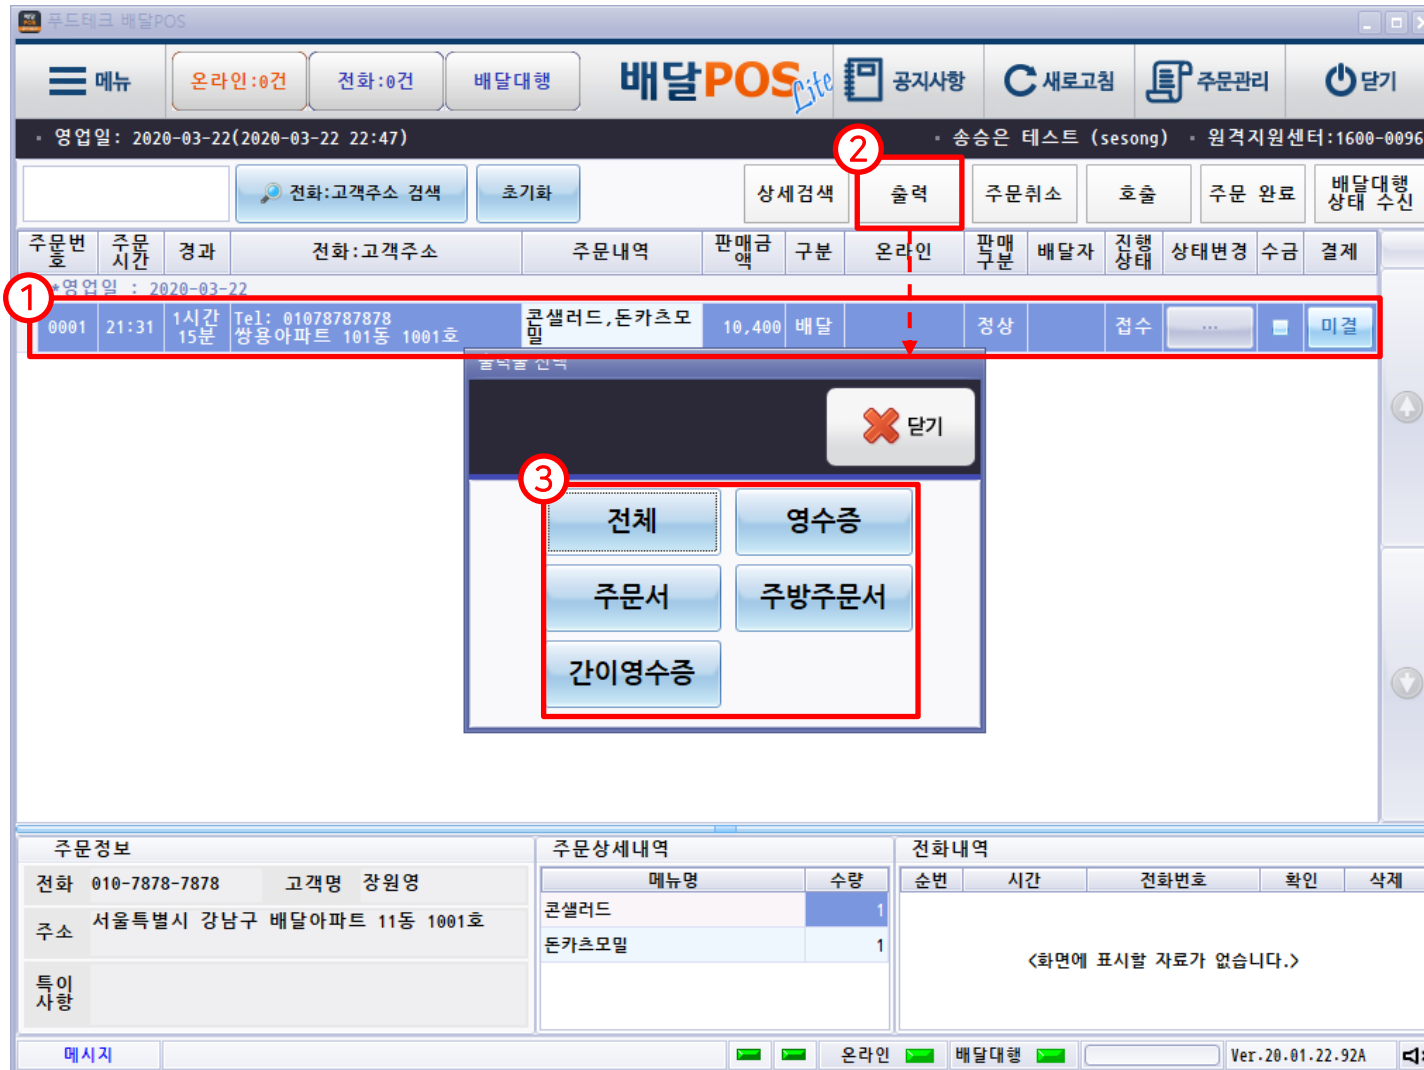 푸드테크 배달POS
메뉴
온라인:0건
전화:0건
배달대행
배달POS Lite
공지사항
새로고침
주문관리
닫기
영업일: 2020-03-22(2020-03-22 22:47)
송승은 테스트 (sesong)
원격지원센터:1600-0096
2
전화:고객주소 검색
초기화
상세검색
출력
주문취소
호출
주문 완료
배달대행
상태 수신
주문번호
주문시간
경과
전화:고객주소
주문내역
판매금액
구분
온라인
판매구분
배달자
진행상태
상태변경
수금
결제
1
*영업일 : 2020-03-22
0001
21:31
1시간
15분
Tel: 01078787878
쌍용아파트 101동 1001호
콘샐러드,돈카츠모밀
10,400
배달
정상
접수
...
미결
출력물 선택
닫기
3
전체
영수증
주문서
주방주문서
간이영수증
주문정보
전화
010-7878-7878
고객명
장원영
주소
서울특별시 강남구 배달아파트 11동 1001호
특이사항
주문상세내역
메뉴명
수량
콘샐러드
1
돈카츠모밀
1
전화내역
순번
시간
전화번호
확인
삭제
<화면에 표시할 자료가 없습니다.>
메시지
온라인
배달대행
Ver.20.01.22.92A